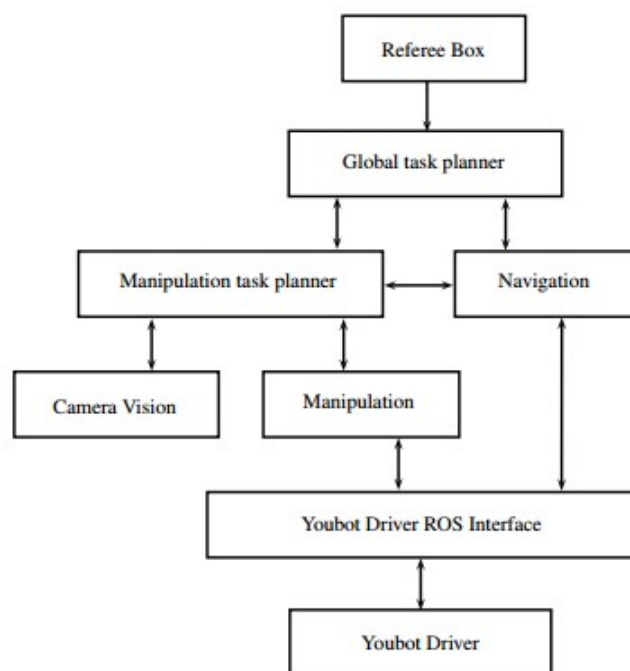 Referee Box
Global task planner
Manipulation task planner
Navigation
Camera Vision
Manipulation
Youbot Driver ROS Interface
Youbot Driver